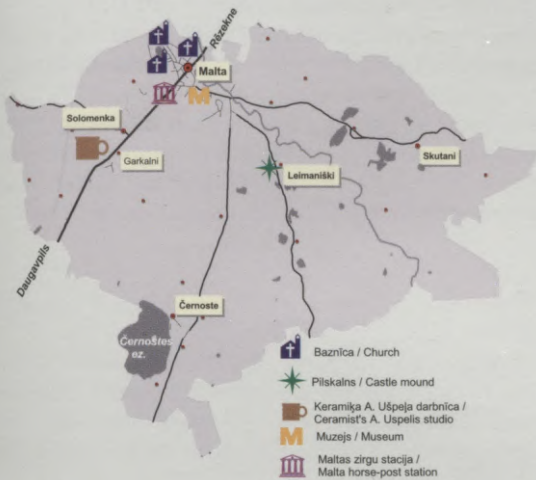 Rēzekne
Malta
M
Solomenka
Garkalni
Skutani
Leimaniški
Daugavpils
Černoste
Černostes
ez.
Baznīca / Church
Pilskalns / Castle mound
Keramiķa A. Ušpeļa darbnīca /
Ceramist's A. Uspelis studio
M Muzejs / Museum
Maltas zirgu stacija /
Malta horse-post station